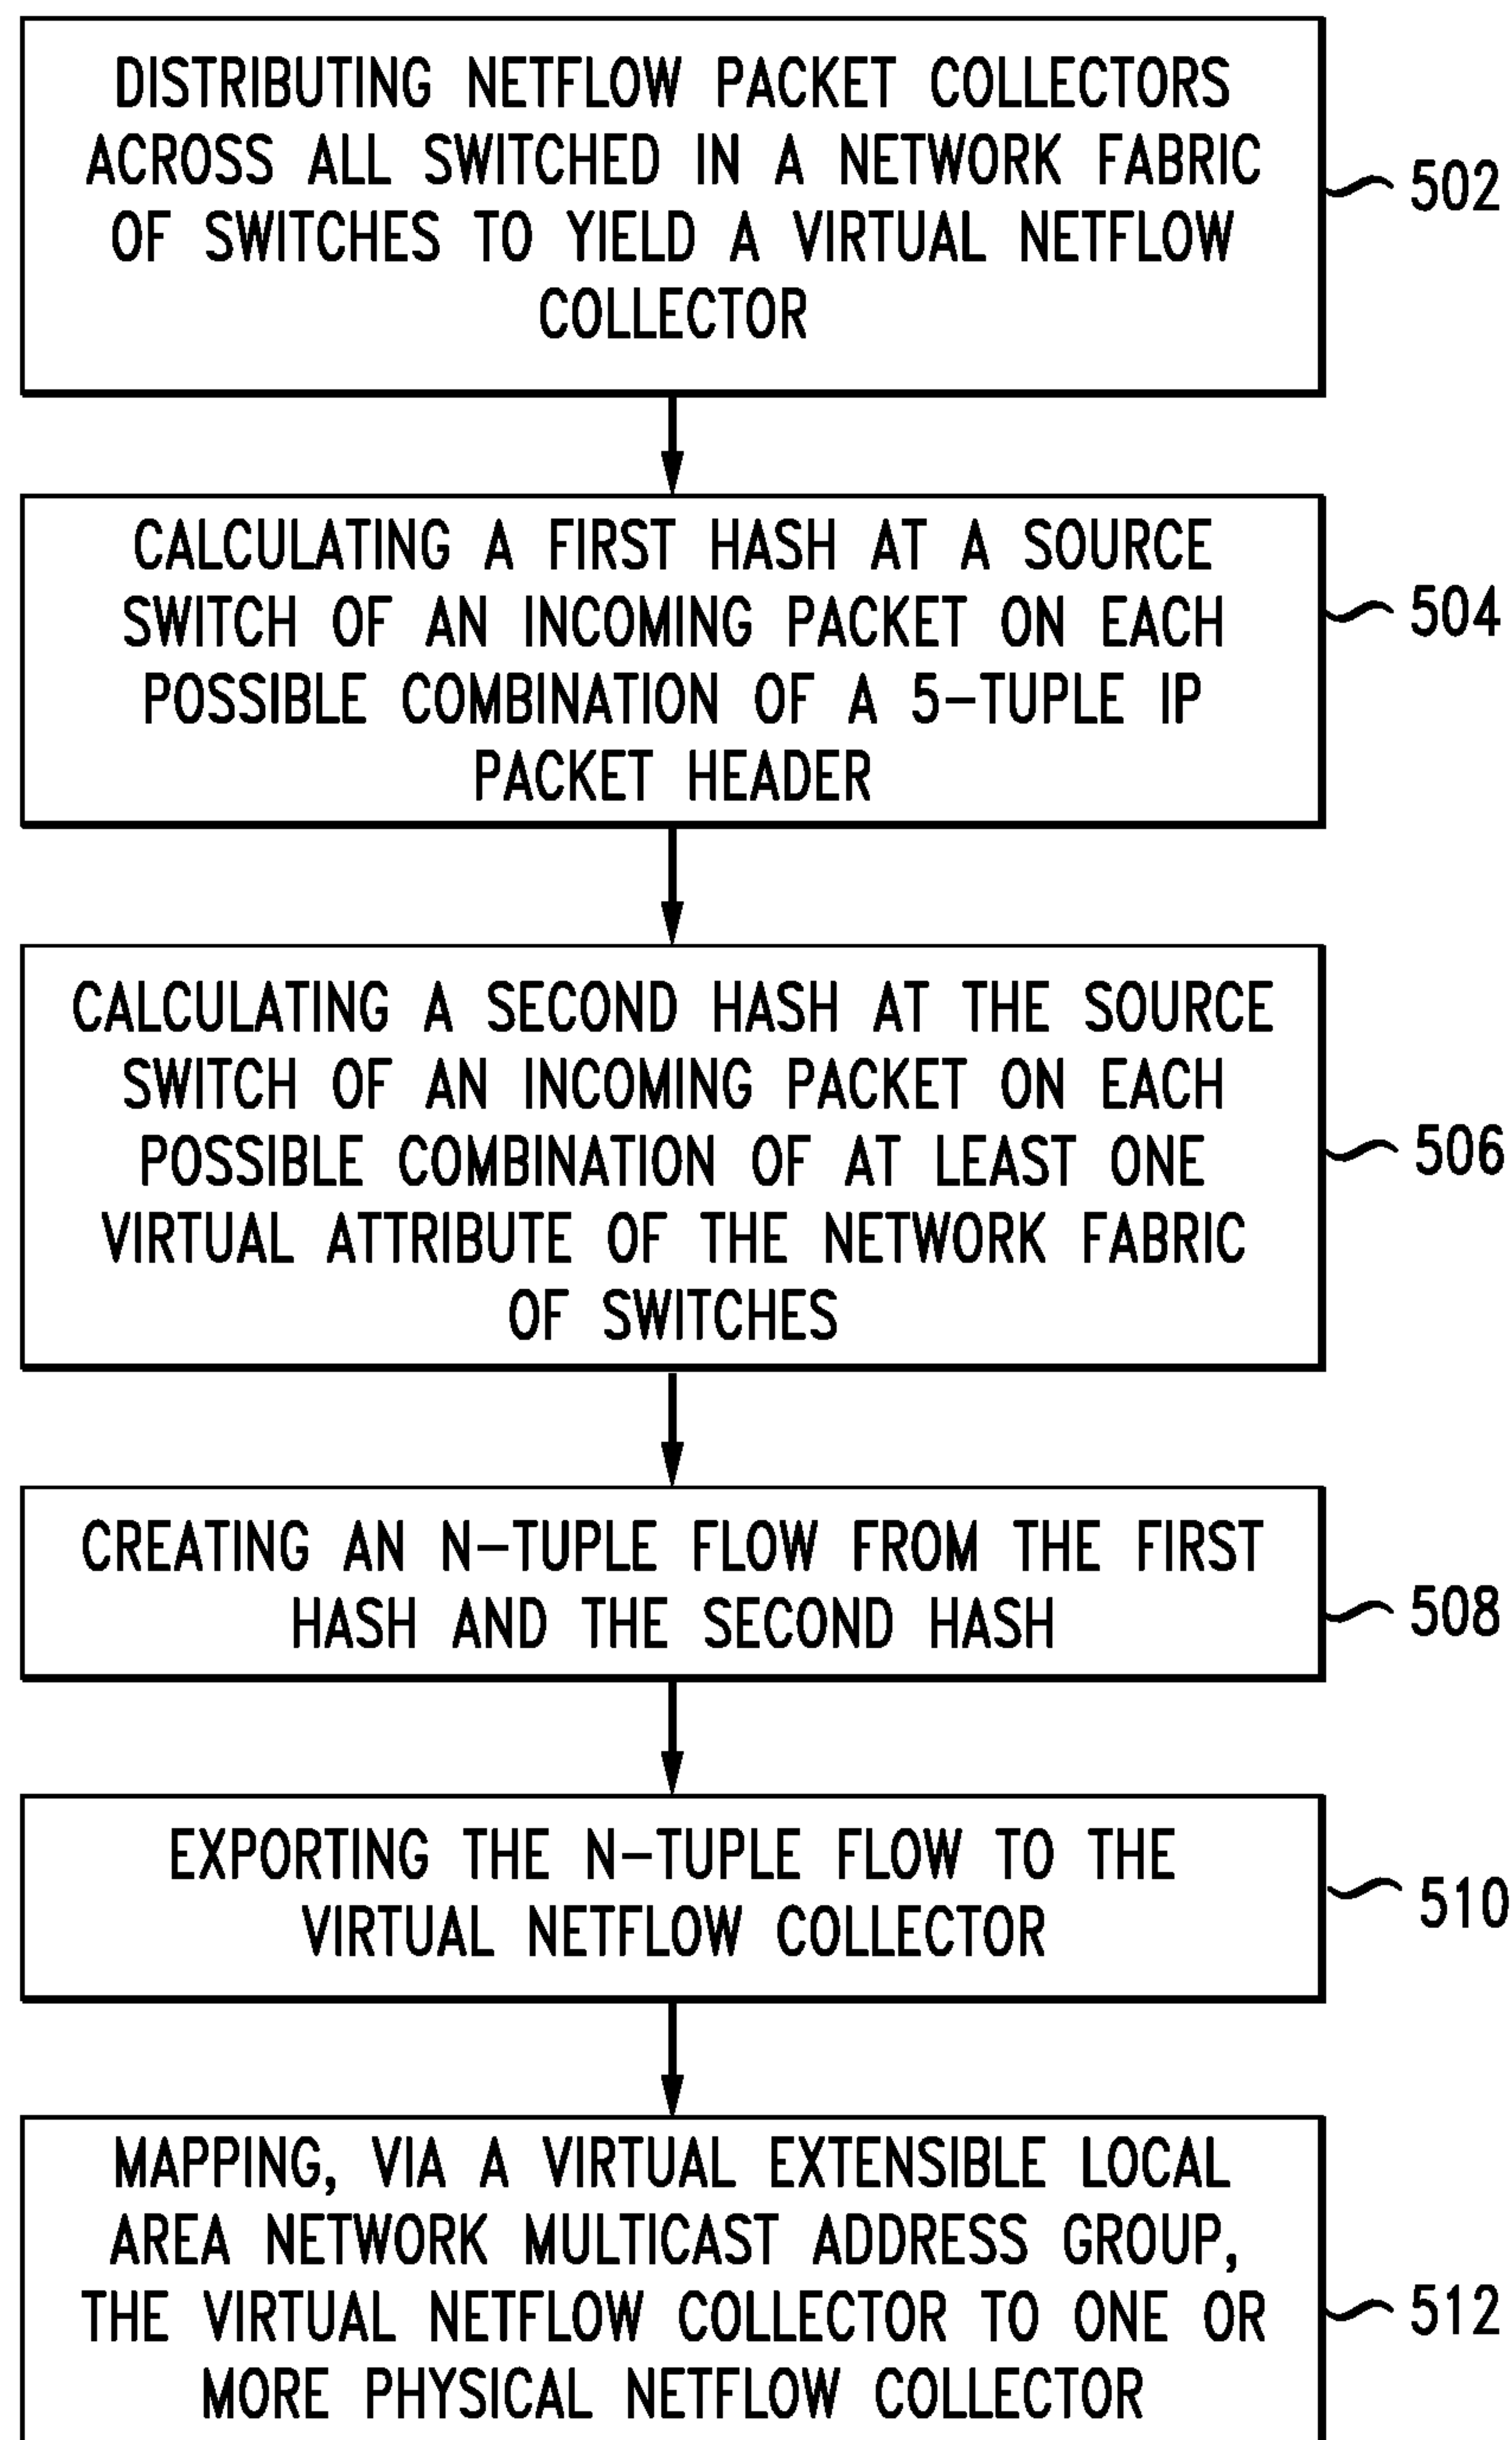 DISTRIBUTING NETFLOW PACKET COLLECTORS
ACROSS ALL SWITCHED IN A NETWORK FABRIC
OF SWITCHES TO YIELD A VIRTUAL NETFLOW
COLLECTOR
502
CALCULATING A FIRST HASH AT A SOURCE
SWITCH OF AN INCOMING PACKET ON EACH
POSSIBLE COMBINATION OF A 5-TUPLE IP
PACKET HEADER
504
CALCULATING A SECOND HASH AT THE SOURCE
SWITCH OF AN INCOMING PACKET ON EACH
POSSIBLE COMBINATION OF AT LEAST ONE
VIRTUAL ATTRIBUTE OF THE NETWORK FABRIC
OF SWITCHES
506
CREATING AN N-TUPLE FLOW FROM THE FIRST
HASH AND THE SECOND HASH
508
EXPORTING THE N-TUPLE FLOW TO THE
VIRTUAL NETFLOW COLLECTOR
510
MAPPING, VIA A VIRTUAL EXTENSIBLE LOCAL
AREA NETWORK MULTICAST ADDRESS GROUP,
THE VIRTUAL NETFLOW COLLECTOR TO ONE OR
MORE PHYSICAL NETFLOW COLLECTOR
512